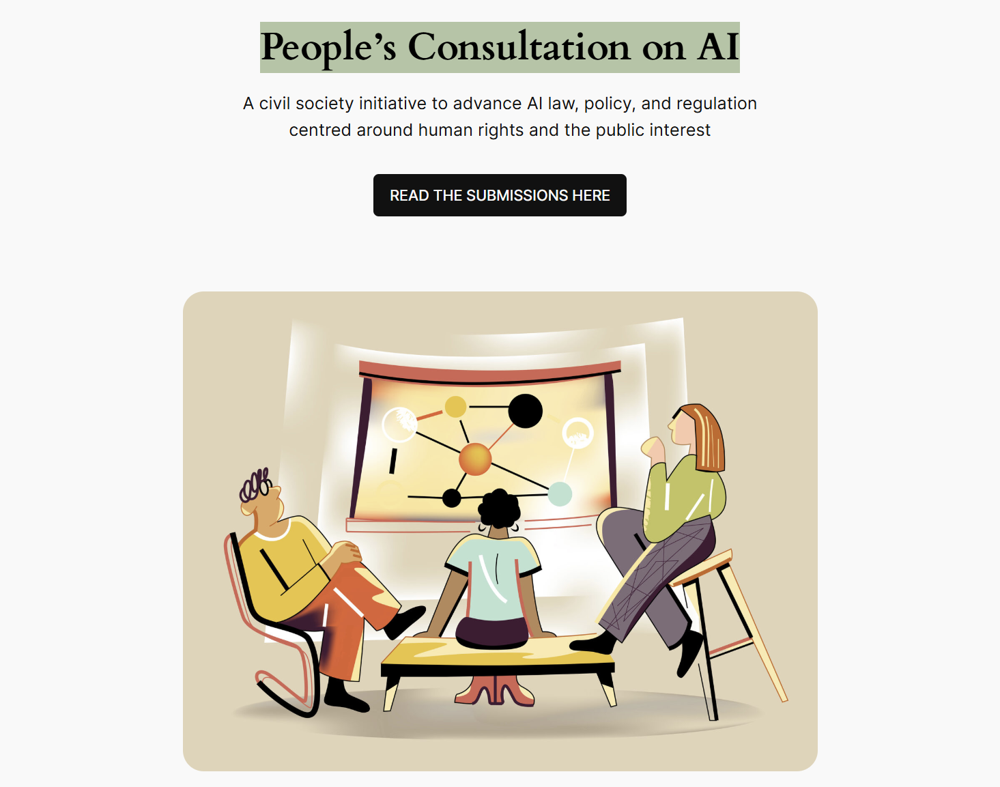 People’s Consultation on AI
A civil society initiative to advance AI law, policy, and regulation
centred around human rights and the public interest
READ THE SUBMISSIONS HERE